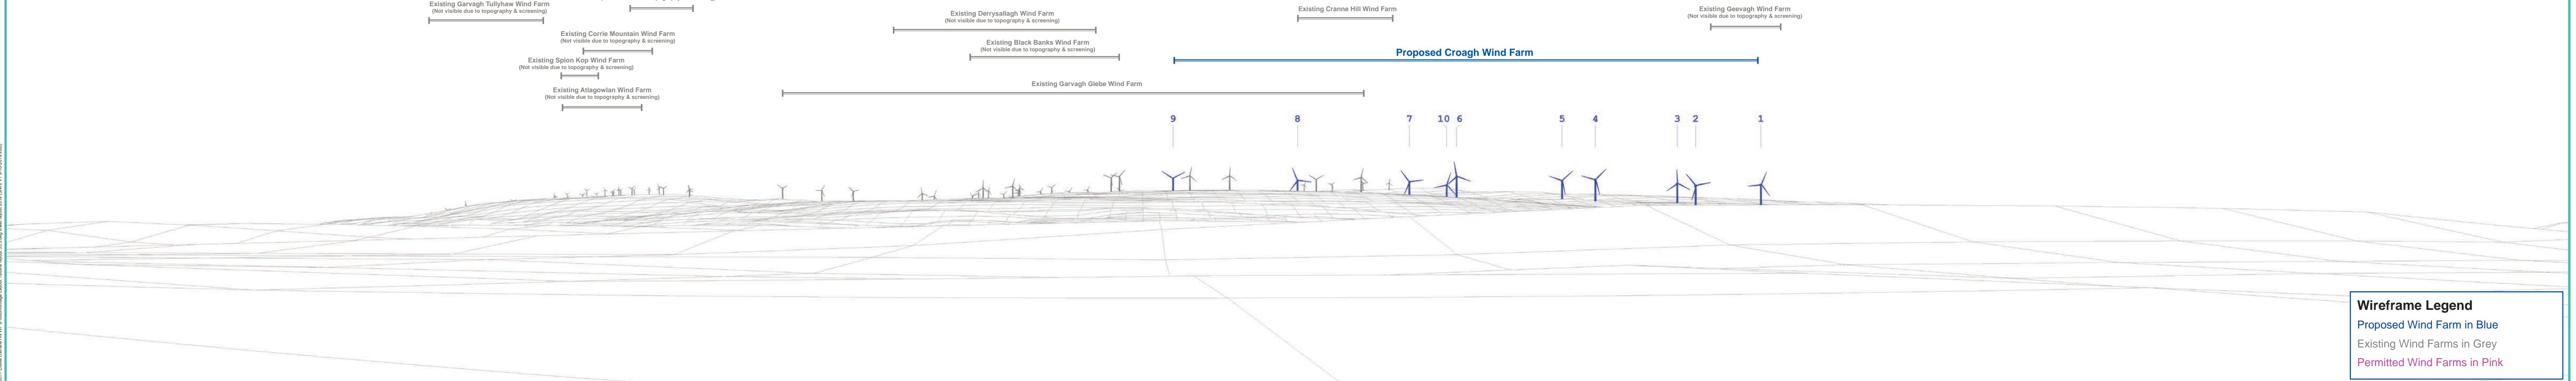 Existing Garvagh Tullyhaw Wind Farm
(Not visible due to topography & screening)
Existing Corrie Mountain Wind Farm
(Not visible due to topography & screening)
Existing Spion Kop Wind Farm
(Not visible due to topography & screening)
Existing Altagowlan Wind Farm
(Not visible due to topography & screening)
Existing Derrysallagh Wind Farm
(Not visible due to topography & screening)
Existing Black Banks Wind Farm
(Not visible due to topography & screening)
Existing Garvagh Glebe Wind Farm
Existing Cranne Hill Wind Farm
Proposed Croagh Wind Farm
Existing Geevagh Wind Farm
(Not visible due to topography & screening)
9 8 7 10 6 5 4 3 2 1
Wireframe Legend
Proposed Wind Farm in Blue
Existing Wind Farms in Grey
Permitted Wind Farms in Pink